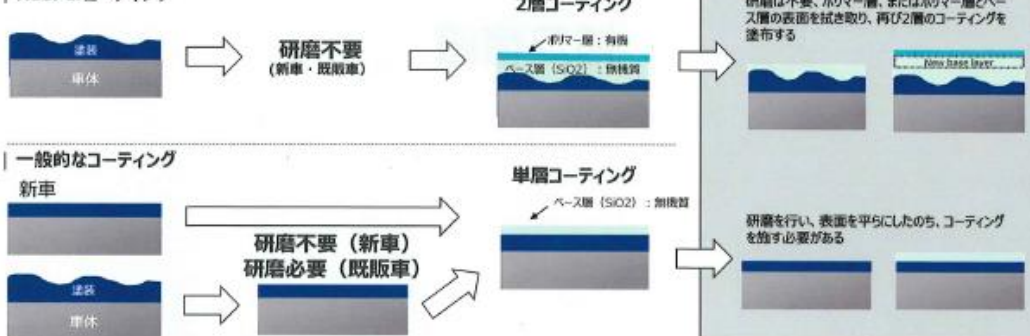 2層コーティング
研磨は不要、ポリマー層、またはポリマー層とベー
ス層の表面を拭き取り、再び2層のコーティングを
塗布する
塗装
車体
研磨不要
(新車・既販車)
ポリマー層：有機
ベース層（SiO2）：無機質
New base layer
一般的なコーティング
新車
単層コーティング
ベース層（SiO2）：無機質
研磨不要（新車）
研磨必要（既販車）
研磨を行い、表面を平らにしたのち、コーティング
を施す必要がある
塗装
車体